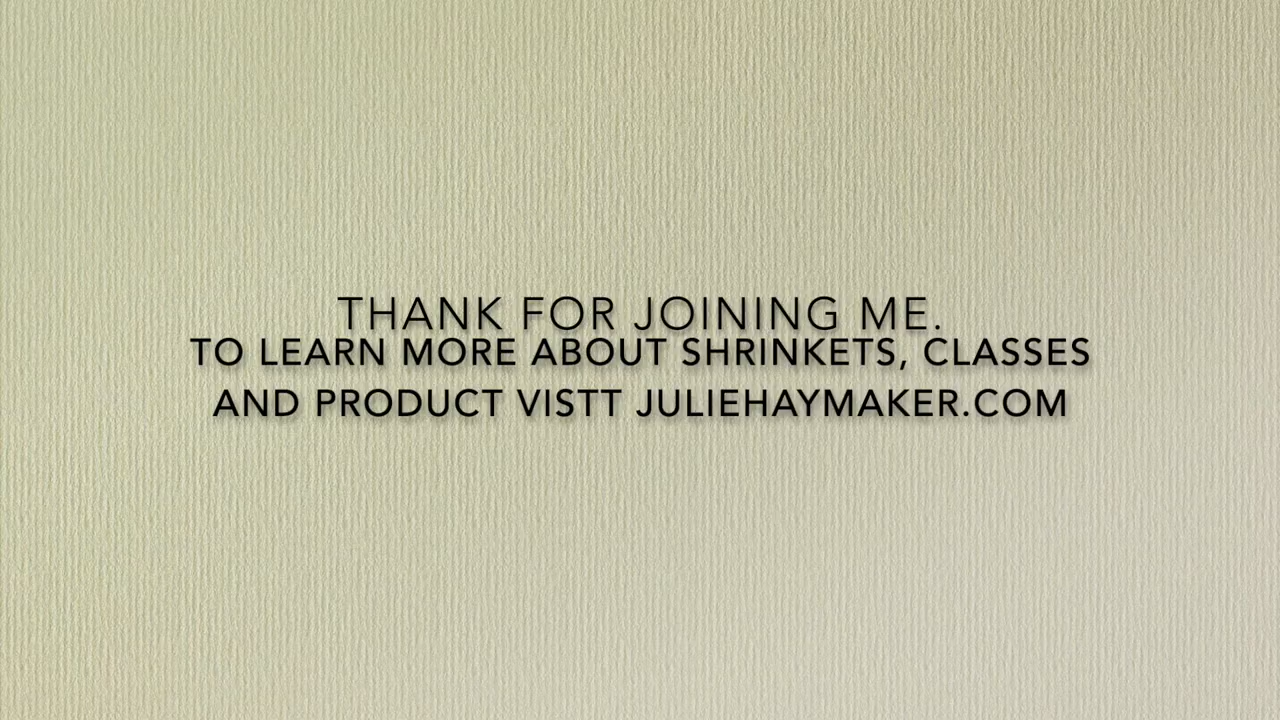 THANK FOR JOINING ME.
TO LEARN MORE ABOUT SHRINKETS, CLASSES
AND PRODUCT VISTT JULIEHAYMAKER.COM